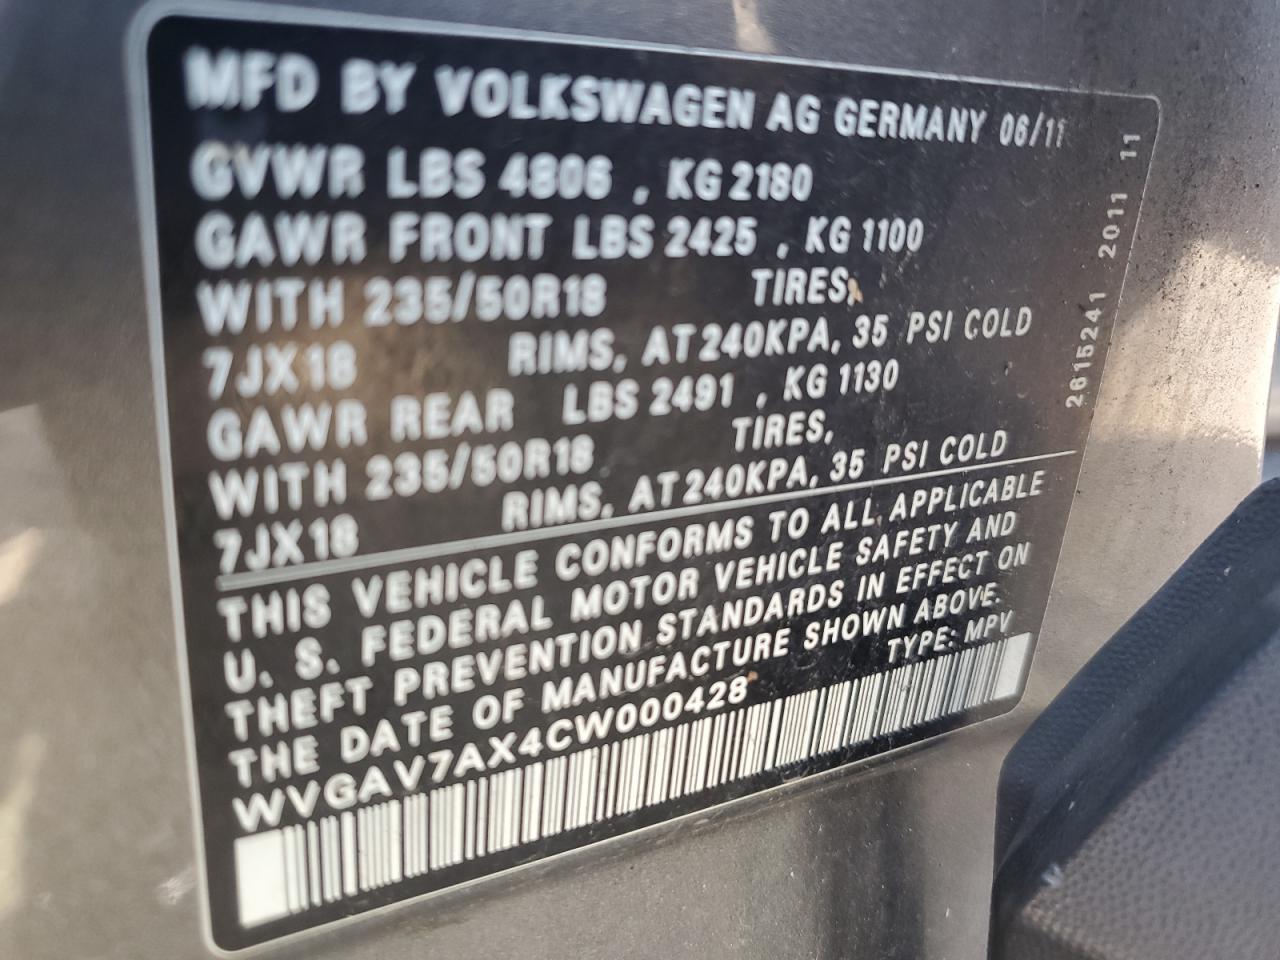 MFD BY VOLKSWAGEN AG GERMANY 06/11
GVWR LBS 4806 , KG 2180
GAWR FRONT LBS 2425 , KG 1100
WITH 235/50R18 TIRES,
7JX18 RIMS, AT 240KPA, 35 PSI COLD
GAWR REAR LBS 2491 , KG 1130
WITH 235/50R18 TIRES,
7JX18 RIMS, AT 240KPA, 35 PSI COLD
THIS VEHICLE CONFORMS TO ALL APPLICABLE
U. S. FEDERAL MOTOR VEHICLE SAFETY AND
THEFT PREVENTION STANDARDS IN EFFECT ON
THE DATE OF MANUFACTURE SHOWN ABOVE.
WVGAV7AX4CW000428 TYPE: MPV
2615241 2011 11